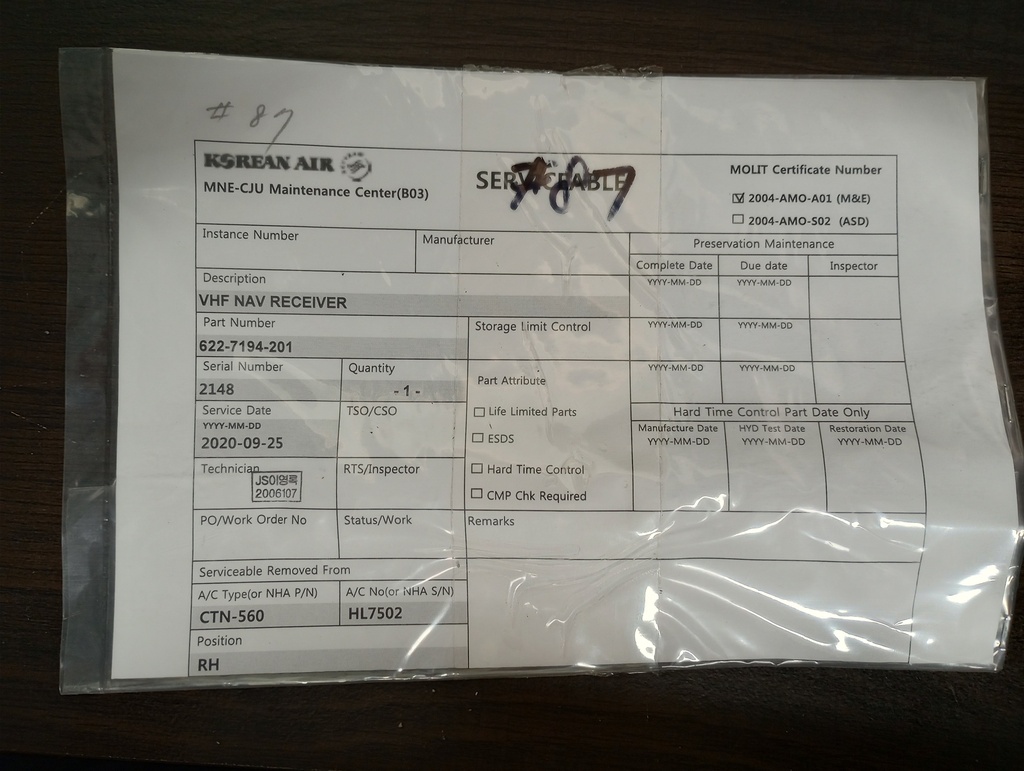 # 87
KOREAN AIR
MNE-CJU Maintenance Center(B03)
SERVICEABLE
#87
MOLIT Certificate Number
☑ 2004-AMO-A01 (M&E)
☐ 2004-AMO-S02 (ASD)
Instance Number
Manufacturer
Preservation Maintenance
Complete Date
Due date
Inspector
YYYY-MM-DD
YYYY-MM-DD
Description
VHF NAV RECEIVER
Part Number
622-7194-201
Storage Limit Control
YYYY-MM-DD
YYYY-MM-DD
Serial Number
2148
Quantity
- 1 -
Part Attribute
☐ Life Limited Parts
☐ ESDS
☐ Hard Time Control
☐ CMP Chk Required
YYYY-MM-DD
YYYY-MM-DD
Service Date
YYYY-MM-DD
2020-09-25
TSO/CSO
Hard Time Control Part Date Only
Manufacture Date
YYYY-MM-DD
HYD Test Date
YYYY-MM-DD
Restoration Date
YYYY-MM-DD
Technician
JS이영록
2006107
RTS/Inspector
PO/Work Order No
Status/Work
Remarks
Serviceable Removed From
A/C Type(or NHA P/N)
CTN-560
A/C No(or NHA S/N)
HL7502
Position
RH